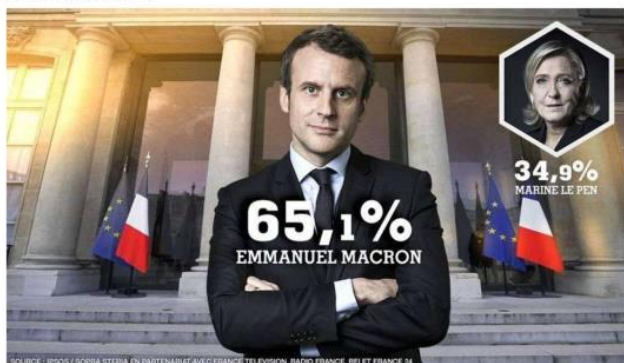 34,9%
MARINE LE PEN
65,1%
EMMANUEL MACRON
SOURCE : IPSOS / SOPRA STERIA EN PARTENARIAT AVEC FRANCE TELEVISION, RADIO FRANCE, RFI ET FRANCE 24